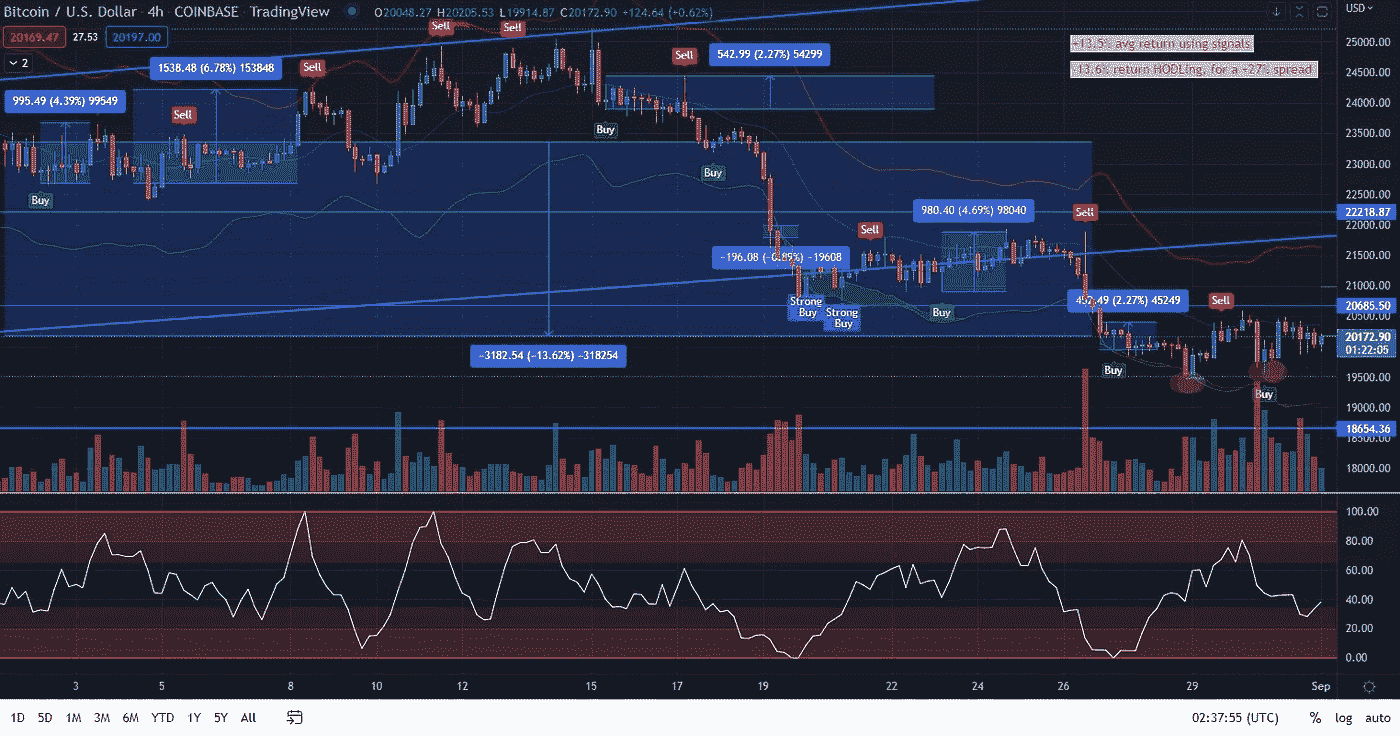 Bitcoin / U.S. Dollar · 4h · COINBASE · TradingView O20048.27 H20205.53 L19914.87 C20172.90 +124.64 (+0.62%)
USD
20169.47 27.53 20197.00
2
-13.6% return HODLing, for a +27% spread
+13.5% avg return using signals
995.49 (4.39%) 99549
1538.48 (6.78%) 153848
542.99 (2.27%) 54299
980.40 (4.69%) 98040
(2.27%) 45249
-3182.54 (-13.62%) -318254
-196.08 -19608
Sell
Sell
Sell
Sell
Sell
Sell
Sell
Sell
Buy
Buy
Buy
Strong
Buy
Strong
Buy
Buy
Buy
Buy
25000.00
24500.00
24000.00
23500.00
23000.00
22500.00
22218.87
22000.00
21500.00
21000.00
20685.50
20500.00
20172.90
01:22:05
19500.00
19000.00
18654.36
18500.00
18000.00
100.00
80.00
60.00
40.00
20.00
0.00
3 5 8 10 12 15 17 19 22 24 26 29 Sep
1D 5D 1M 3M 6M YTD 1Y 5Y All 02:37:55 (UTC) % log auto